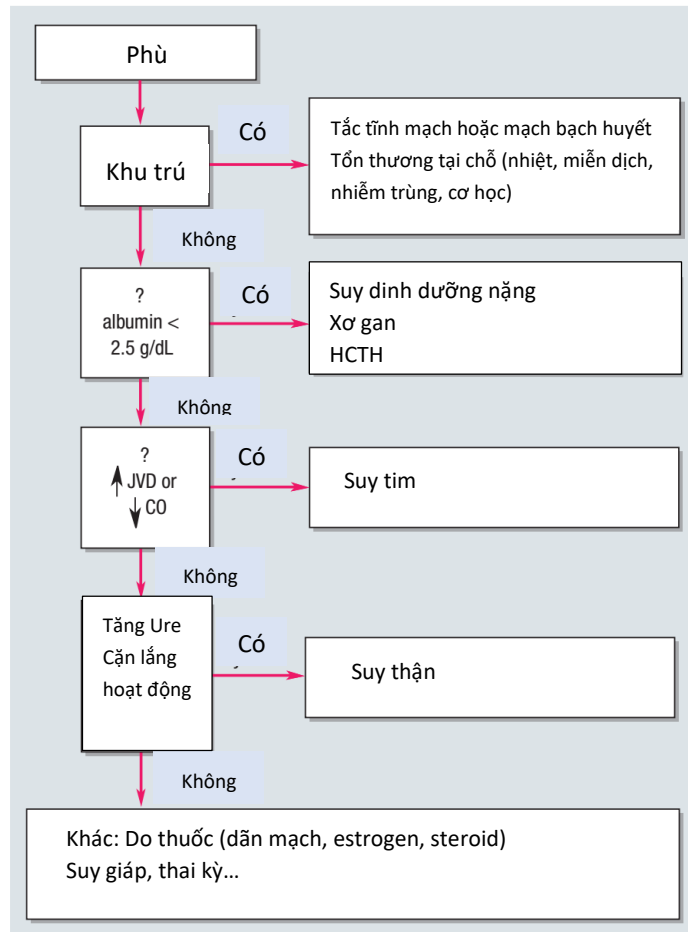 Phù
Khu trú
Có
Tắc tĩnh mạch hoặc mạch bạch huyết
Tổn thương tại chỗ (nhiệt, miễn dịch,
nhiễm trùng, cơ học)
Không
?
albumin <
2.5 g/dL
Có
Suy dinh dưỡng nặng
Xơ gan
HCTH
Không
?
↑ JVD or
↓ CO
Có
Suy tim
Không
Tăng Ure
Cặn lắng
hoạt động
Có
Suy thận
Không
Khác: Do thuốc (dãn mạch, estrogen, steroid)
Suy giáp, thai kỳ...